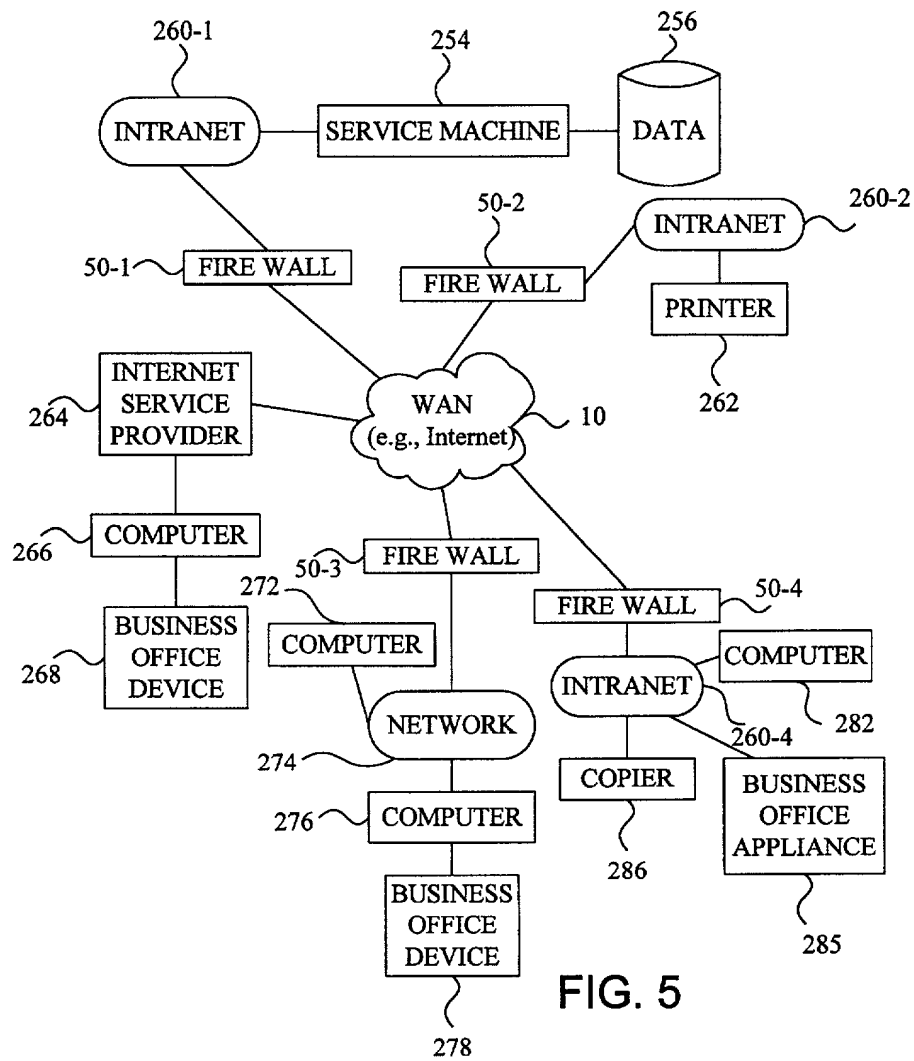 260-1
254
256
INTRANET
SERVICE MACHINE
DATA
50-2
INTRANET
260-2
50-1
FIRE WALL
FIRE WALL
PRINTER
INTERNET
SERVICE
PROVIDER
264
WAN
(e.g., Internet)
10
262
266
COMPUTER
50-3
FIRE WALL
272
50-4
FIRE WALL
268
BUSINESS
OFFICE
DEVICE
COMPUTER
COMPUTER
INTRANET
282
260-4
NETWORK
274
COPIER
BUSINESS
OFFICE
APPLIANCE
276
COMPUTER
286
285
BUSINESS
OFFICE
DEVICE
278
FIG. 5